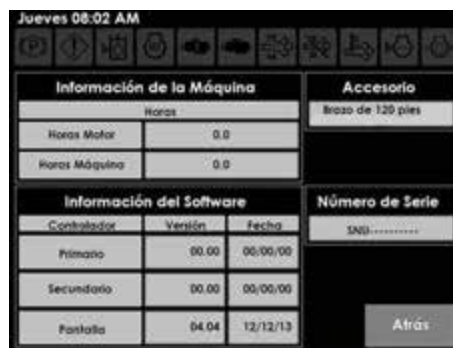 Jueves 08:02 AM
Información de la Máquina
Horas
Horas Motor 0.0
Horas Máquina 0.0
Accesorio
Brazo de 120 pies
Información del Software
Controlador Versión Fecha
Primario 00.00 00/00/00
Secundario 00.00 00/00/00
Pantalla 04.04 12/12/13
Número de Serie
SN0----------
Atrás